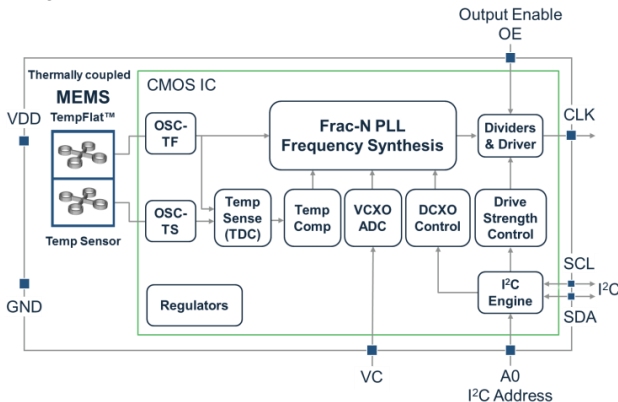 Output Enable
OE
Thermally coupled
MEMS
TempFlat™
CMOS IC
VDD
OSC-
TF
Frac-N PLL
Frequency Synthesis
Dividers
& Driver
CLK
OSC-
TS
Temp
Sense
(TDC)
Temp
Comp
VCXO
ADC
DCXO
Control
Drive
Strength
Control
Temp Sensor
GND
Regulators
I²C
Engine
SCL
I²C
SDA
VC
A0
I²C Address